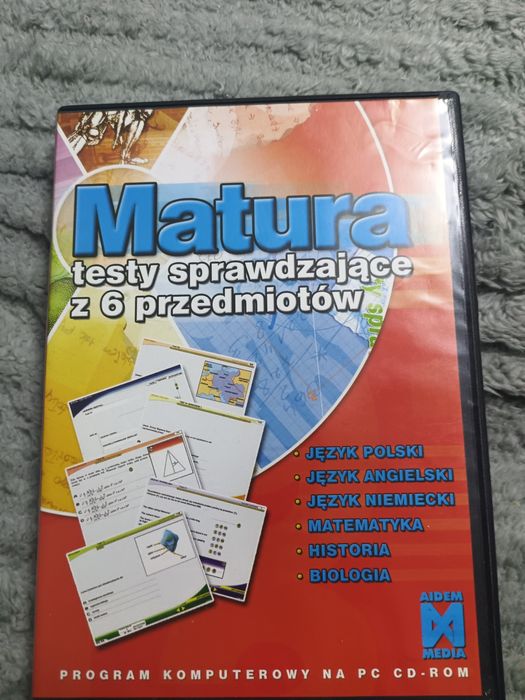 Matura
testy sprawdzające
z 6 przedmiotów
• JĘZYK POLSKI
• JĘZYK ANGIELSKI
• JĘZYK NIEMIECKI
• MATEMATYKA
• HISTORIA
• BIOLOGIA
AIDEM
MEDIA
PROGRAM KOMPUTEROWY NA PC CD-ROM